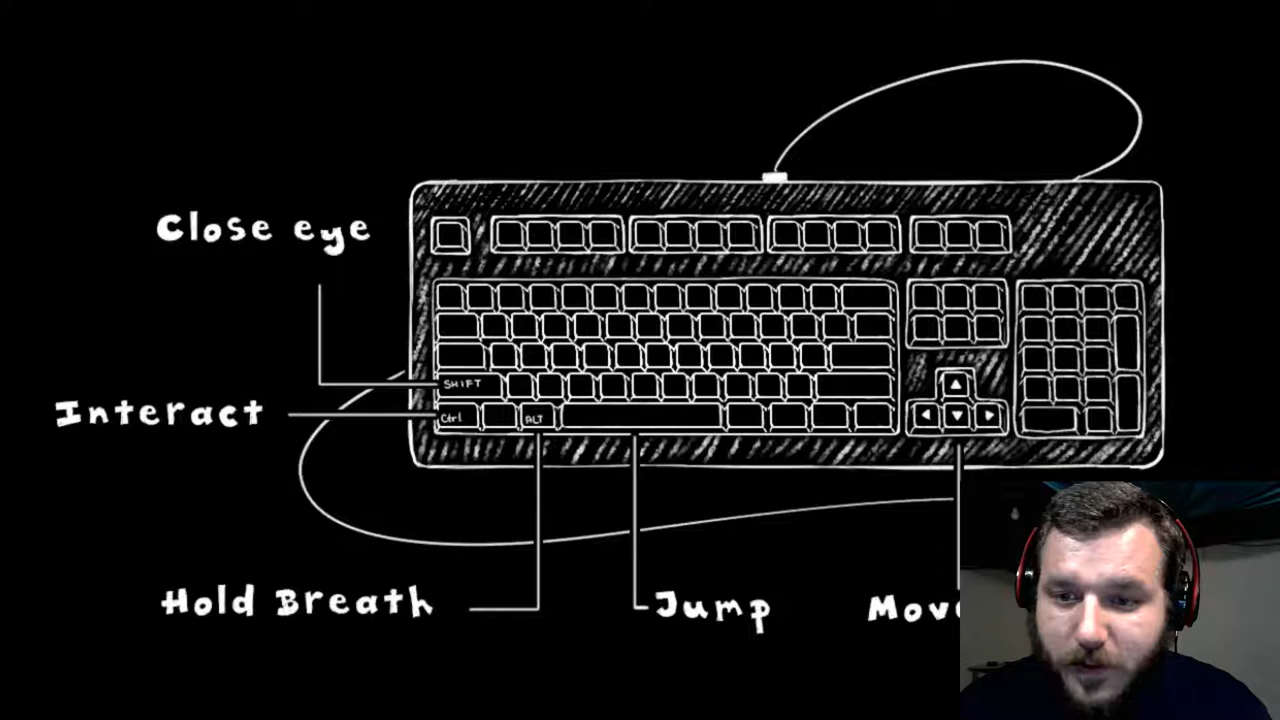 Close eye
SHIFT
Interact
Ctrl
ALT
Hold Breath
Jump